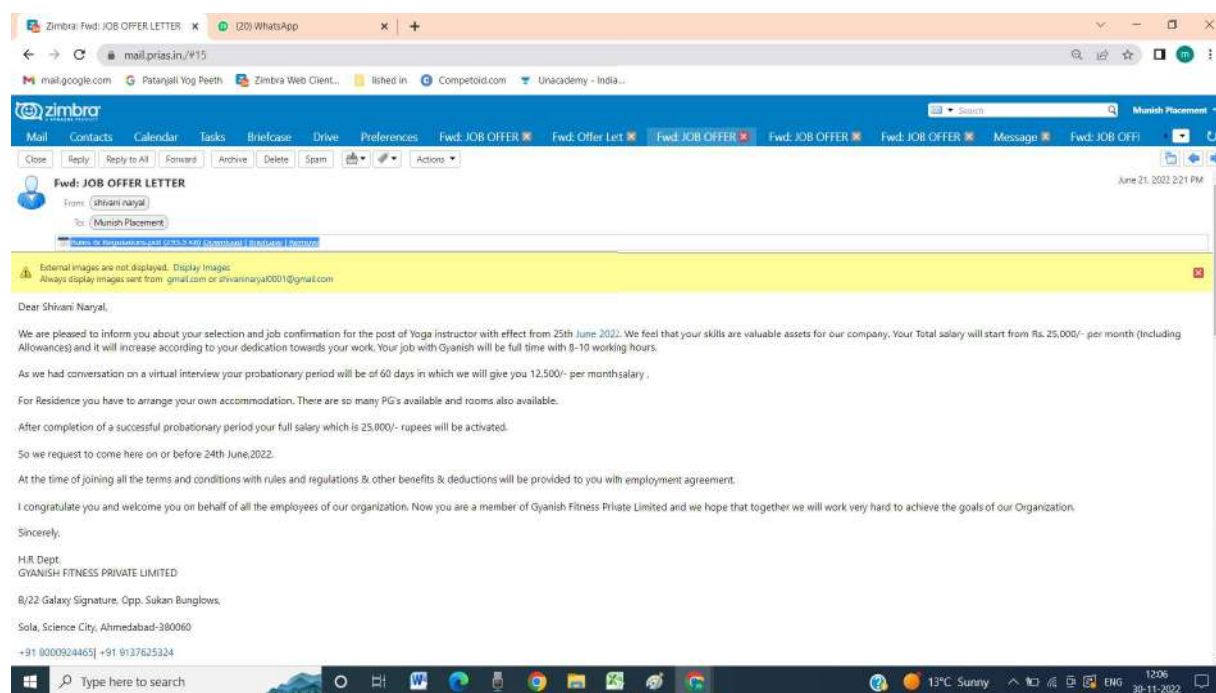 Zimbra: Fwd: JOB OFFER LETTER
(20) WhatsApp
mail.prias.in./#15
mail.google.com Patanjali Yog Peeth Zimbra Web Client... lished in Competoid.com Unacademy - India...
zimbra Search Munish Placement
Mail Contacts Calendar Tasks Briefcase Drive Preferences Fwd: JOB OFFER Fwd: Offer Lett Fwd: JOB OFFER Fwd: JOB OFFER Fwd: JOB OFFER Message Fwd: JOB OFFI
Close Reply Reply to All Forward Archive Delete Spam Actions
Fwd: JOB OFFER LETTER June 21, 2022 2:21 PM
From: shivani naryal
To: Munish Placement
Download | Briefcase | Remove
External images are not displayed. Display Images
Always display images sent from gmail.com or shivaninaryal0001@gmail.com
Dear Shivani Naryal,
We are pleased to inform you about your selection and job confirmation for the post of Yoga instructor with effect from 25th June 2022. We feel that your skills are valuable assets for our company. Your Total salary will start from Rs. 25,000/- per month (Including
Allowances) and it will increase according to your dedication towards your work. Your job with Gyanish will be full time with 8-10 working hours.
As we had conversation on a virtual interview your probationary period will be of 60 days in which we will give you 12,500/- per month salary .
For Residence you have to arrange your own accommodation. There are so many PG's available and rooms also available.
After completion of a successful probationary period your full salary which is 25,000/- rupees will be activated.
So we request to come here on or before 24th June,2022.
At the time of joining all the terms and conditions with rules and regulations & other benefits & deductions will be provided to you with employment agreement.
I congratulate you and welcome you on behalf of all the employees of our organization. Now you are a member of Gyanish Fitness Private Limited and we hope that together we will work very hard to achieve the goals of our Organization.
Sincerely,
H.R Dept.
GYANISH FITNESS PRIVATE LIMITED
B/22 Galaxy Signature, Opp. Sukan Bunglows,
Sola, Science City, Ahmedabad-380060
+91 8000924465| +91 9137625324
Type here to search 13°C Sunny ENG 12:06
30-11-2022